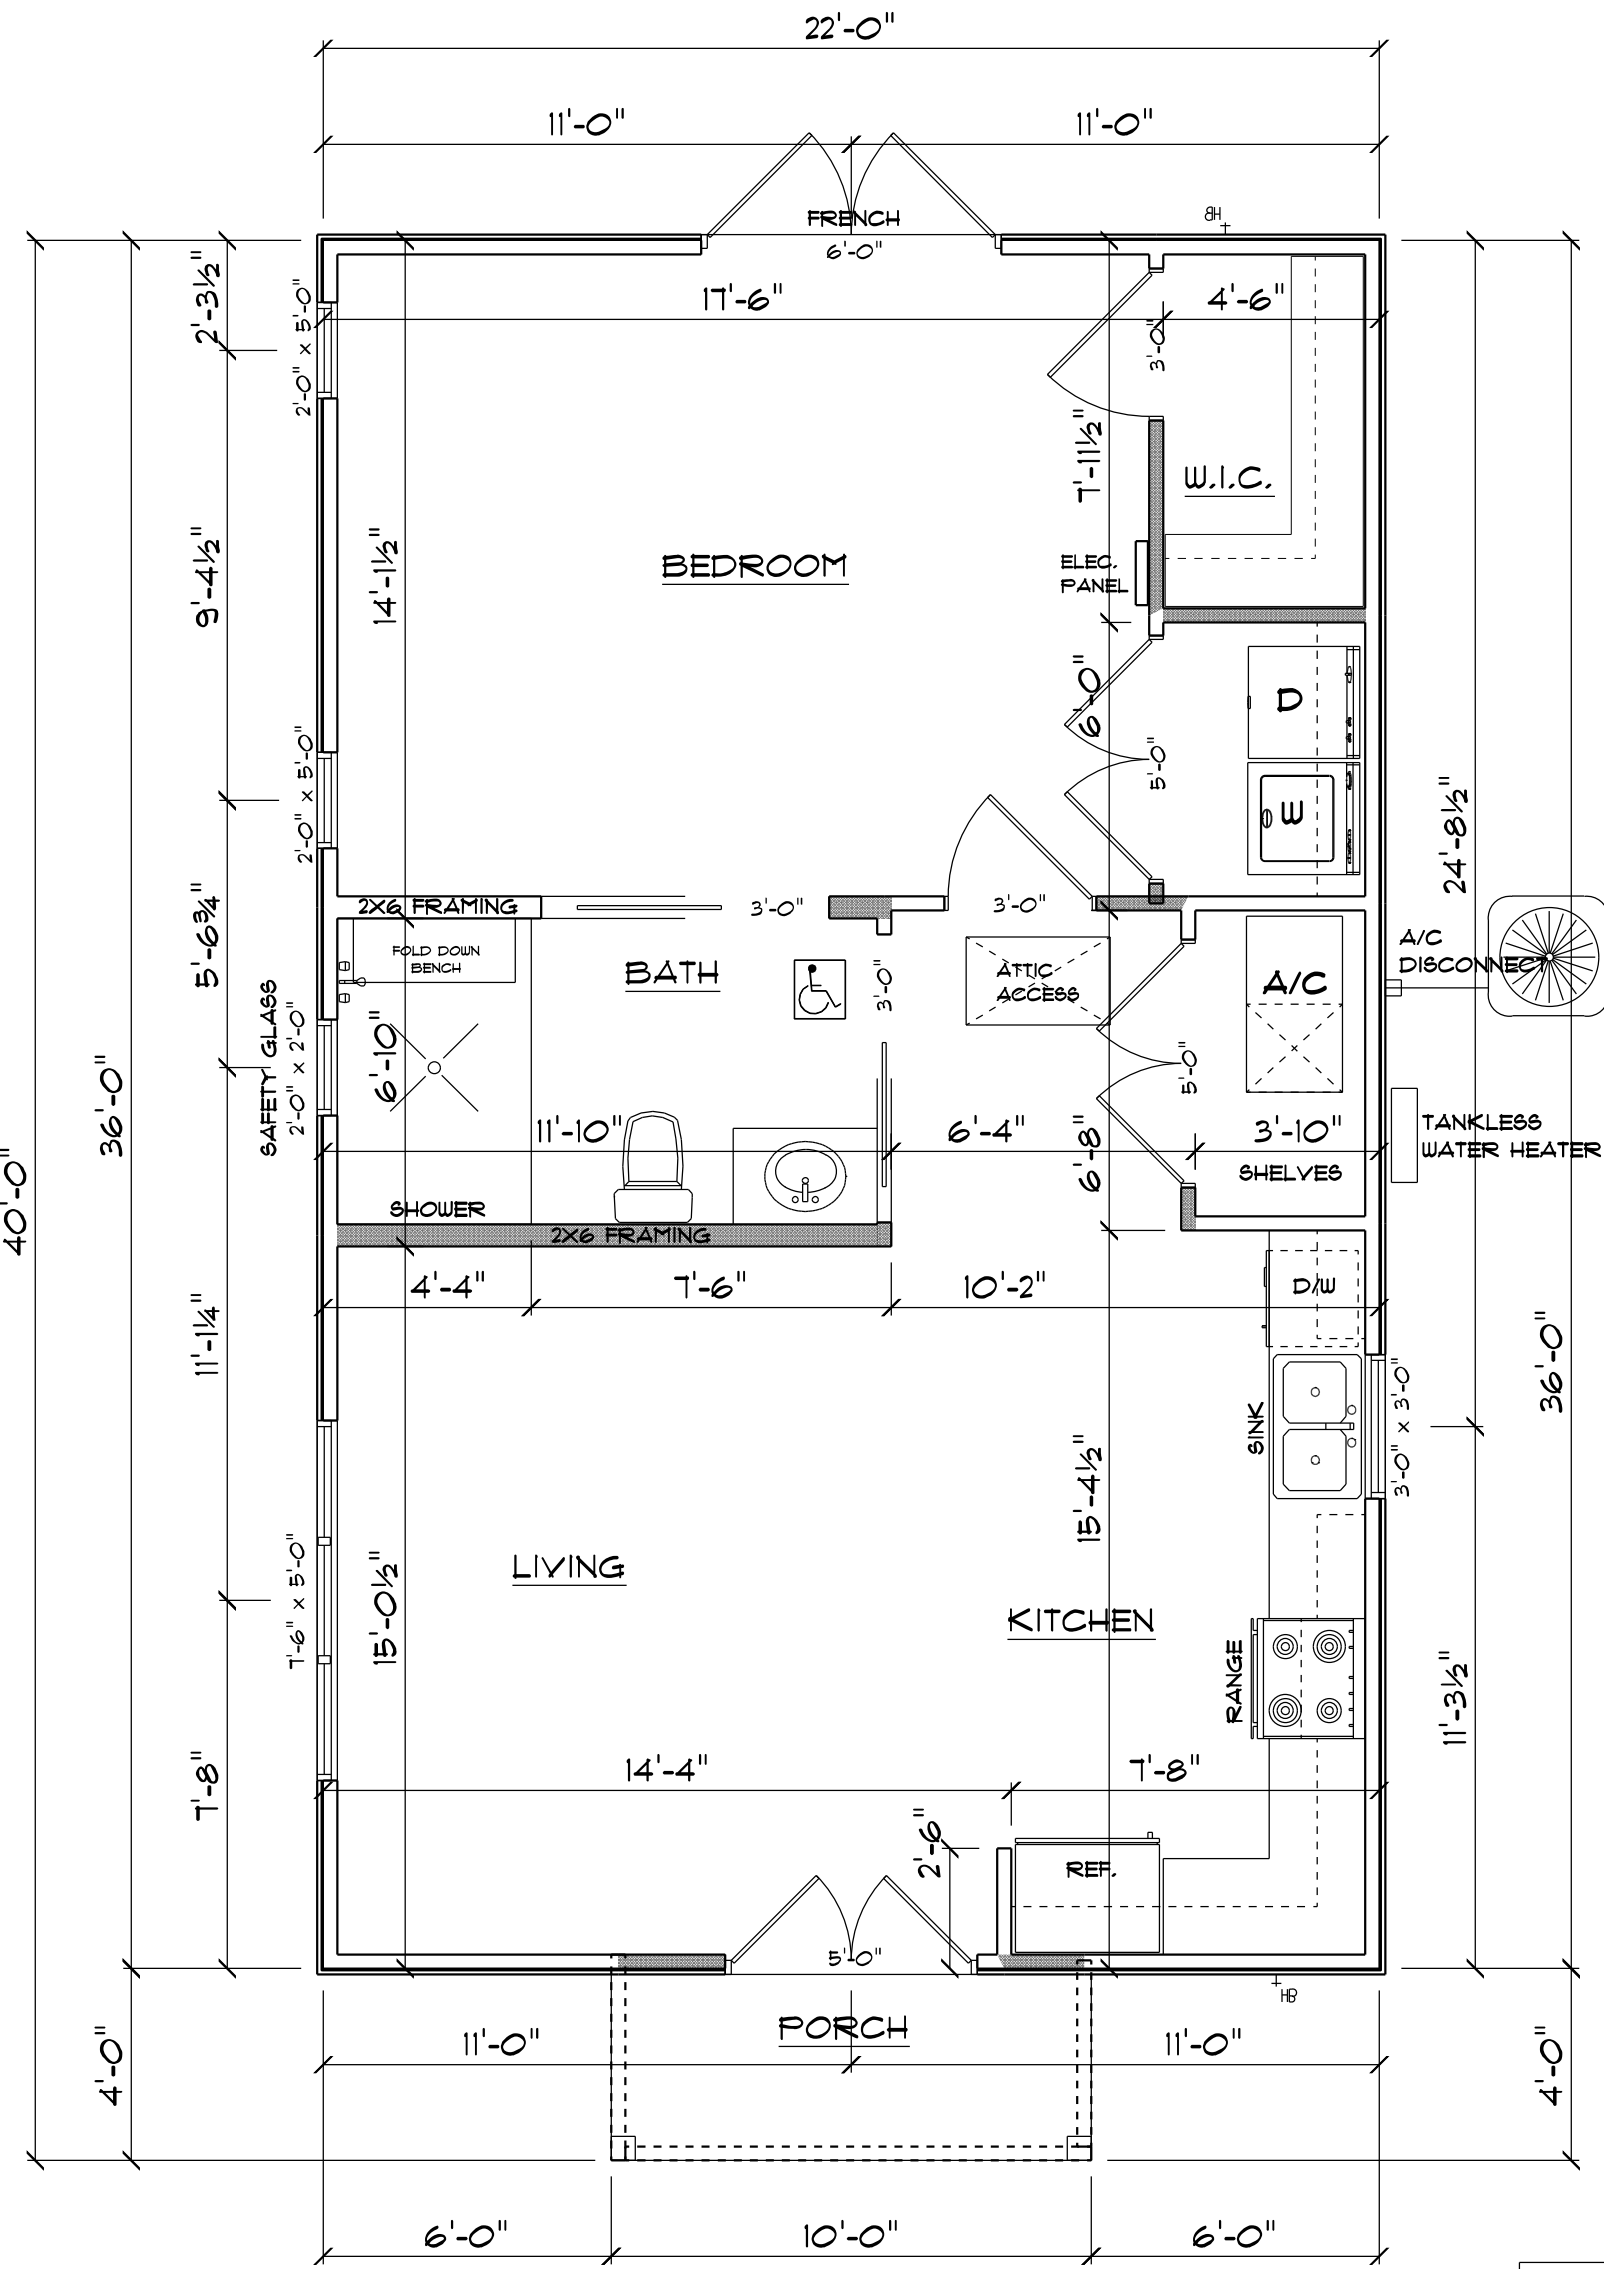 22'-0"
11'-0"
11'-0"
FRENCH
6'-0"
HB
2'-3½"
2'-0" x 5'-0"
17'-6"
4'-6"
3'-0"
7'-11½"
W.I.C.
9'-4½"
14'-1½"
BEDROOM
ELEC.
PANEL
6'-0"
D
2'-0" x 5'-0"
5'-0"
W
24'-8½"
2X6 FRAMING
3'-0"
3'-0"
5'-6¾"
FOLD DOWN
BENCH
BATH
3'-0"
ATTIC
ACCESS
A/C
A/C
DISCONNECT
SAFETY GLASS
2'-0" x 2'-0"
6'-10"
5'-0"
36'-0"
40'-0"
11'-10"
6'-4"
6'-8"
3'-10"
TANKLESS
WATER HEATER
SHELVES
SHOWER
2X6 FRAMING
4'-4"
7'-6"
10'-2"
D/W
11'-1¼"
36'-0"
SINK
3'-0" x 3'-0"
15'-4½"
7'-6" x 5'-0"
15'-0½"
LIVING
KITCHEN
RANGE
11'-3½"
14'-4"
7'-8"
7'-8"
2'-6"
REF.
5'-0"
HB
PORCH
4'-0"
11'-0"
11'-0"
4'-0"
6'-0"
10'-0"
6'-0"